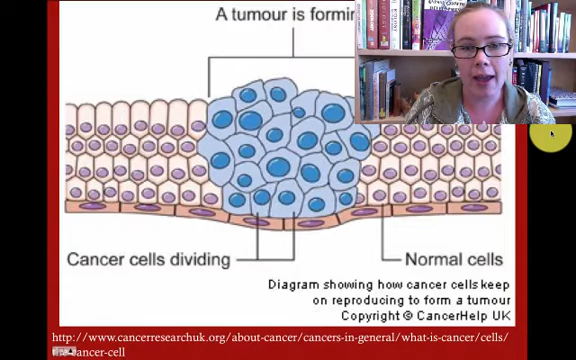 A tumour is formin
Cancer cells dividing
Normal cells
Diagram showing how cancer cells keep
on reproducing to form a tumour
Copyright © CancerHelp UK
http://www.cancerresearchuk.org/about-cancer/cancers-in-general/what-is-cancer/cells/
the-cancer-cell